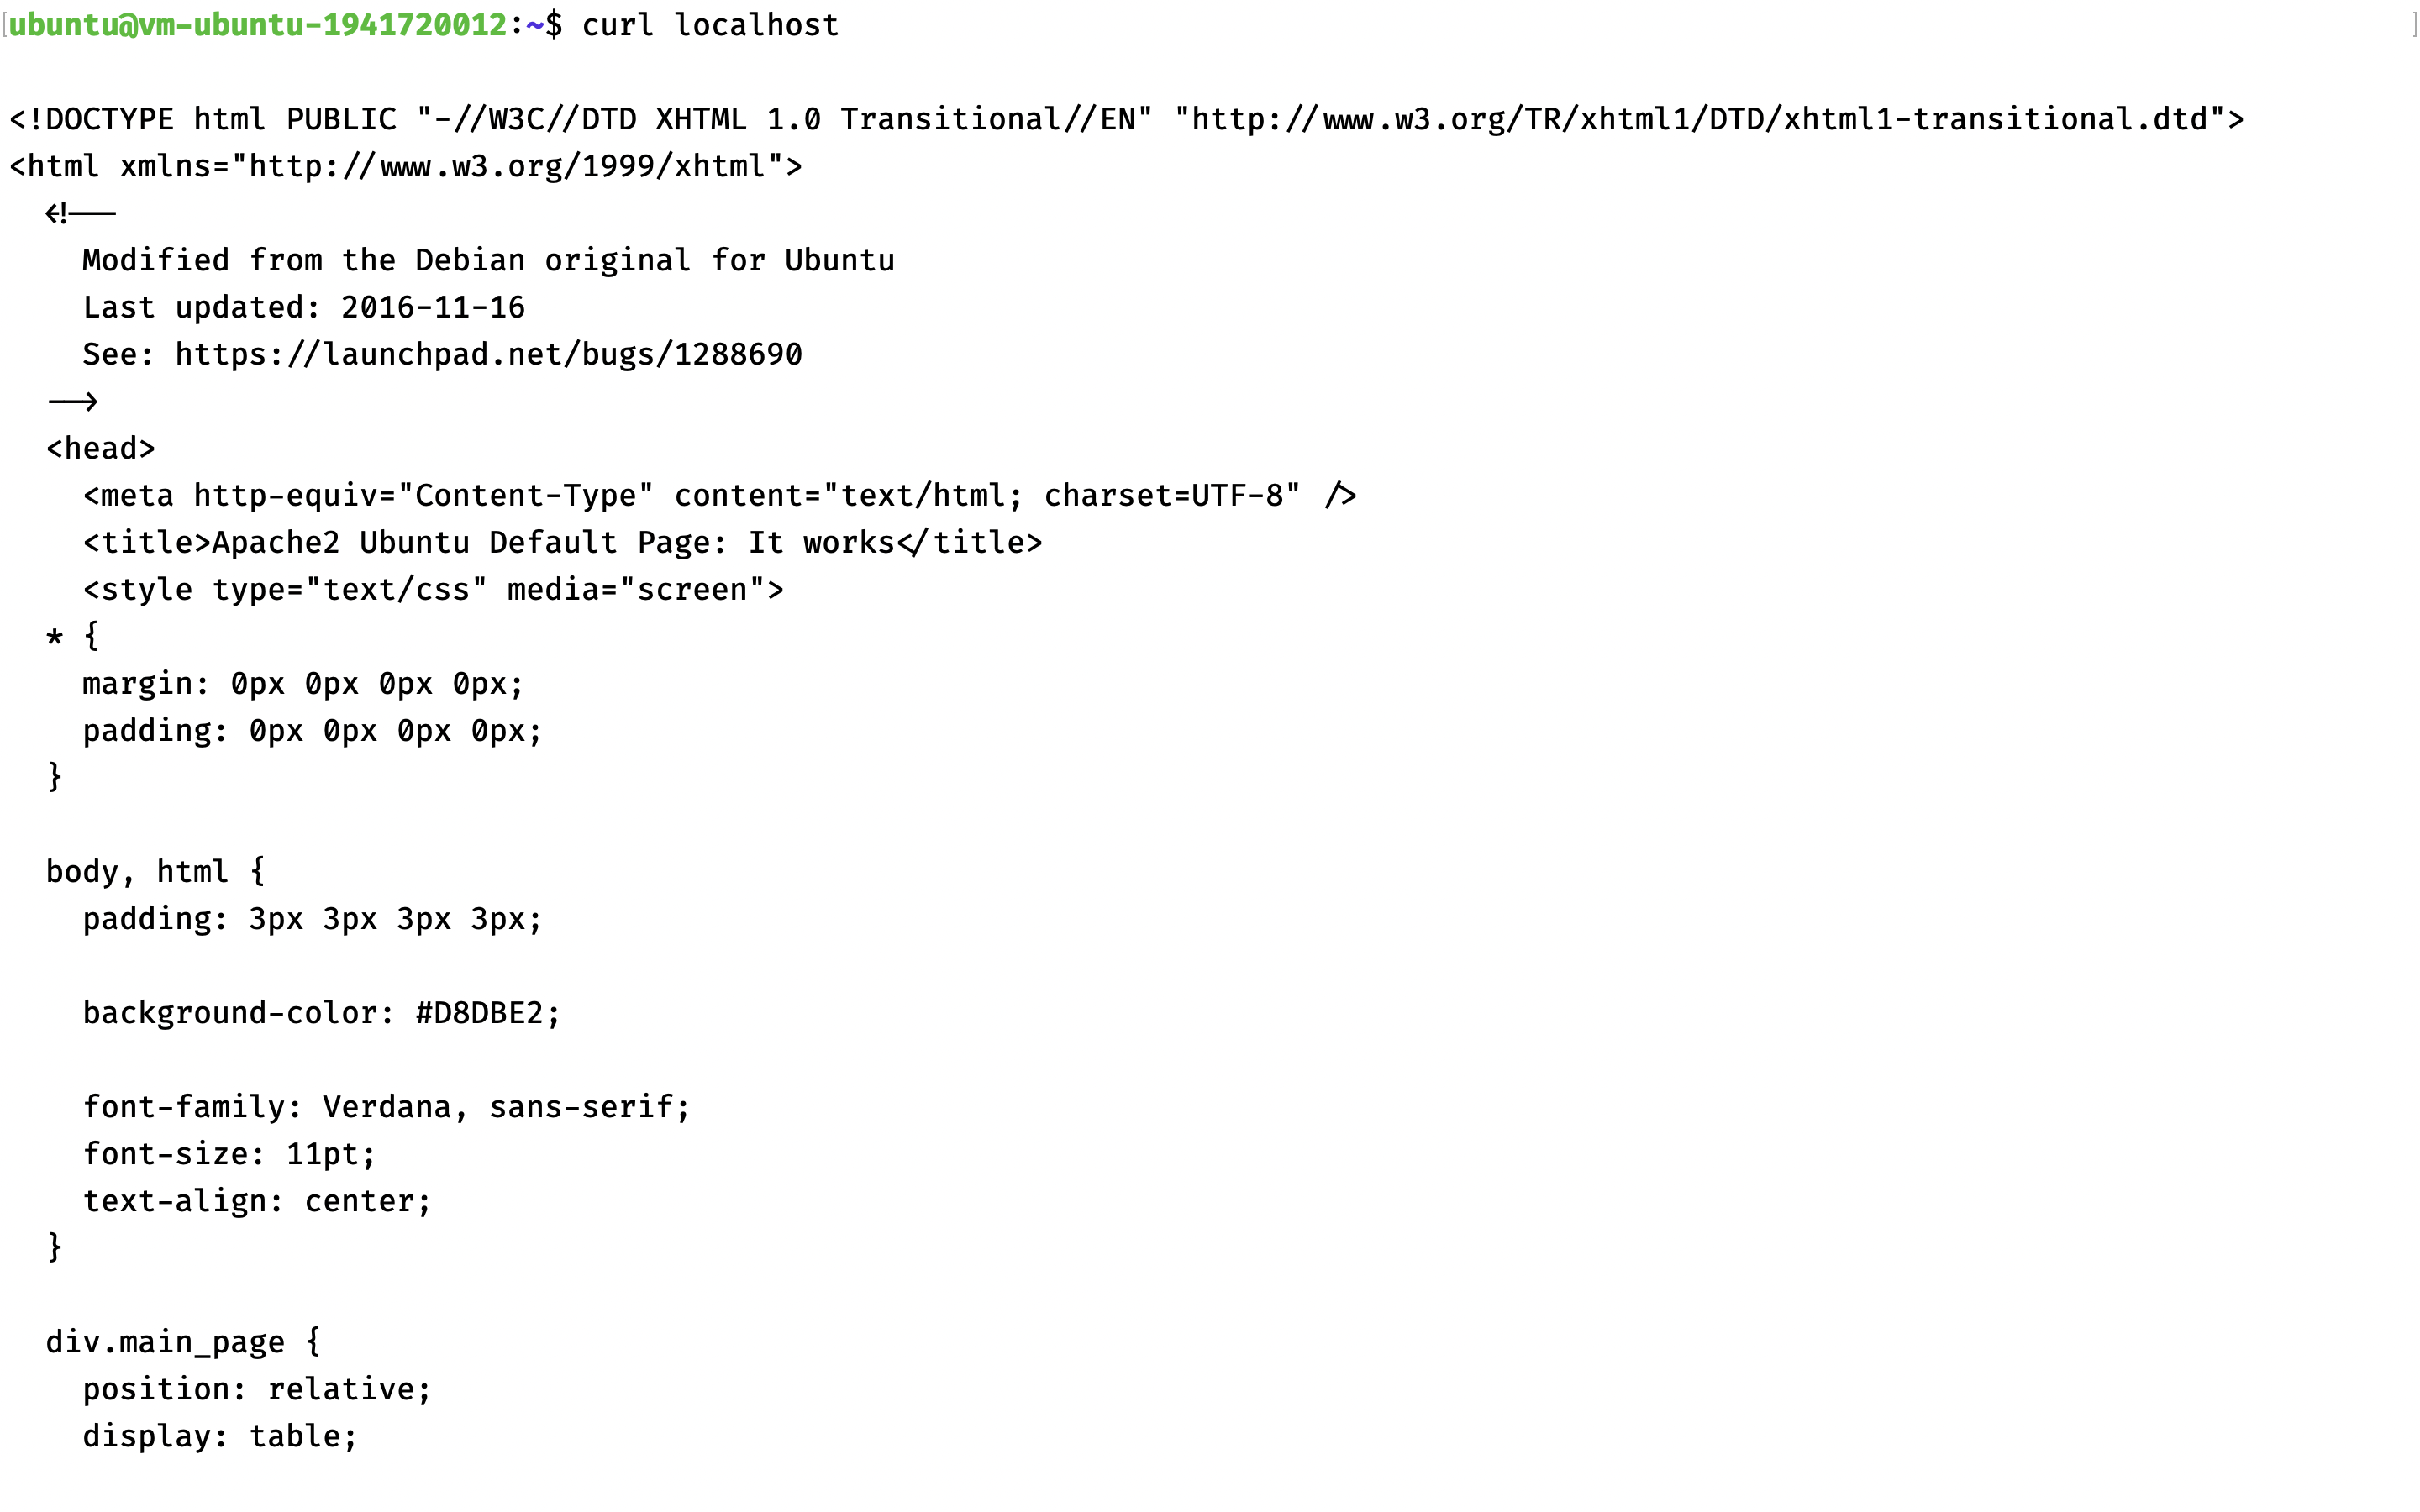 [ubuntu@vm-ubuntu-1941720012:~$ curl localhost ]
<!DOCTYPE html PUBLIC "-//W3C//DTD XHTML 1.0 Transitional//EN" "http://www.w3.org/TR/xhtml1/DTD/xhtml1-transitional.dtd">
<html xmlns="http://www.w3.org/1999/xhtml">
  <!--
    Modified from the Debian original for Ubuntu
    Last updated: 2016-11-16
    See: https://launchpad.net/bugs/1288690
  -->
  <head>
    <meta http-equiv="Content-Type" content="text/html; charset=UTF-8" />
    <title>Apache2 Ubuntu Default Page: It works</title>
    <style type="text/css" media="screen">
  * {
    margin: 0px 0px 0px 0px;
    padding: 0px 0px 0px 0px;
  }
  body, html {
    padding: 3px 3px 3px 3px;
    background-color: #D8DBE2;
    font-family: Verdana, sans-serif;
    font-size: 11pt;
    text-align: center;
  }
  div.main_page {
    position: relative;
    display: table;